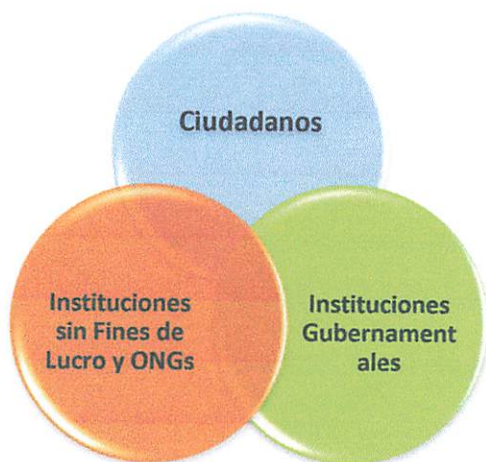 Ciudadanos
Instituciones
sin Fines de
Lucro y ONGs
Instituciones
Gubernament
ales